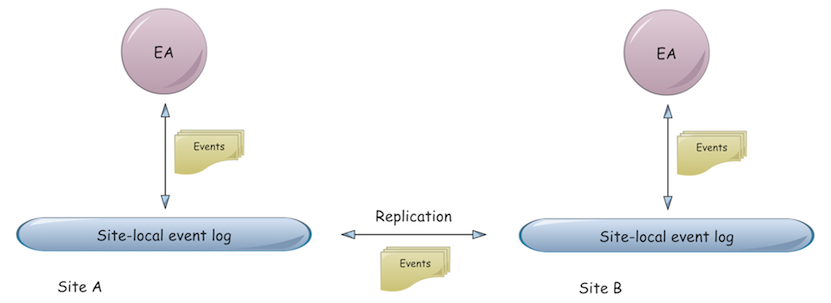 EA
EA
Events
Events
Replication
Site-local event log
Site-local event log
Events
Site A
Site B